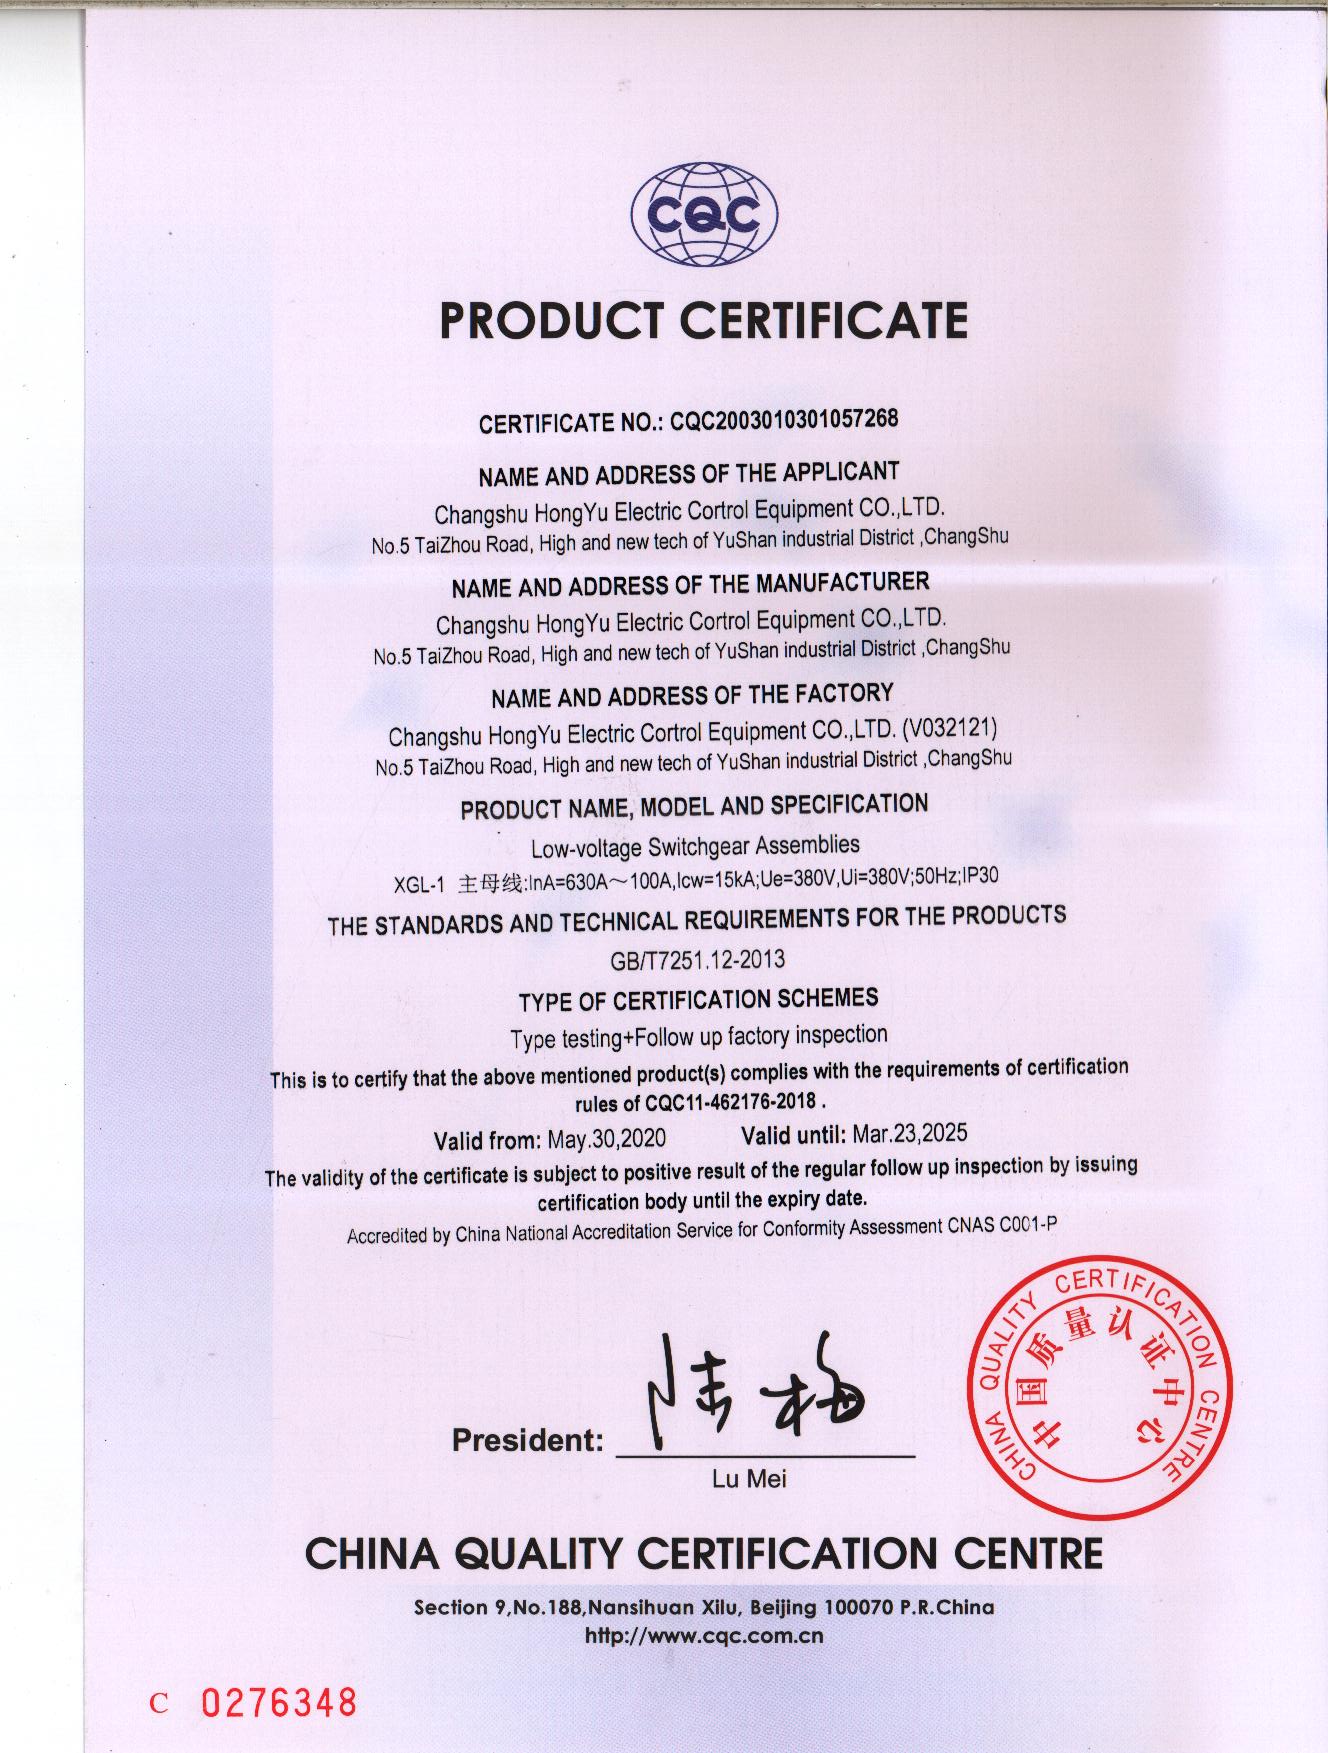 CQC
PRODUCT CERTIFICATE
CERTIFICATE NO.: CQC2003010301057268
NAME AND ADDRESS OF THE APPLICANT
Changshu HongYu Electric Cortrol Equipment CO.,LTD.
No.5 TaiZhou Road, High and new tech of YuShan industrial District ,ChangShu
NAME AND ADDRESS OF THE MANUFACTURER
Changshu HongYu Electric Cortrol Equipment CO.,LTD.
No.5 TaiZhou Road, High and new tech of YuShan industrial District ,ChangShu
NAME AND ADDRESS OF THE FACTORY
Changshu HongYu Electric Cortrol Equipment CO.,LTD. (V032121)
No.5 TaiZhou Road, High and new tech of YuShan industrial District ,ChangShu
PRODUCT NAME, MODEL AND SPECIFICATION
Low-voltage Switchgear Assemblies
XGL-1 主母线:InA=630A～100A,Icw=15kA;Ue=380V,Ui=380V;50Hz;IP30
THE STANDARDS AND TECHNICAL REQUIREMENTS FOR THE PRODUCTS
GB/T7251.12-2013
TYPE OF CERTIFICATION SCHEMES
Type testing+Follow up factory inspection
This is to certify that the above mentioned product(s) complies with the requirements of certification
rules of CQC11-462176-2018 .
Valid from: May.30,2020 Valid until: Mar.23,2025
The validity of the certificate is subject to positive result of the regular follow up inspection by issuing
certification body until the expiry date.
Accredited by China National Accreditation Service for Conformity Assessment CNAS C001-P
CHINA QUALITY CERTIFICATION CENTRE
中国质量认证中心
President: 陆梅
Lu Mei
CHINA QUALITY CERTIFICATION CENTRE
Section 9,No.188,Nansihuan Xilu, Beijing 100070 P.R.China
http://www.cqc.com.cn
C 0276348